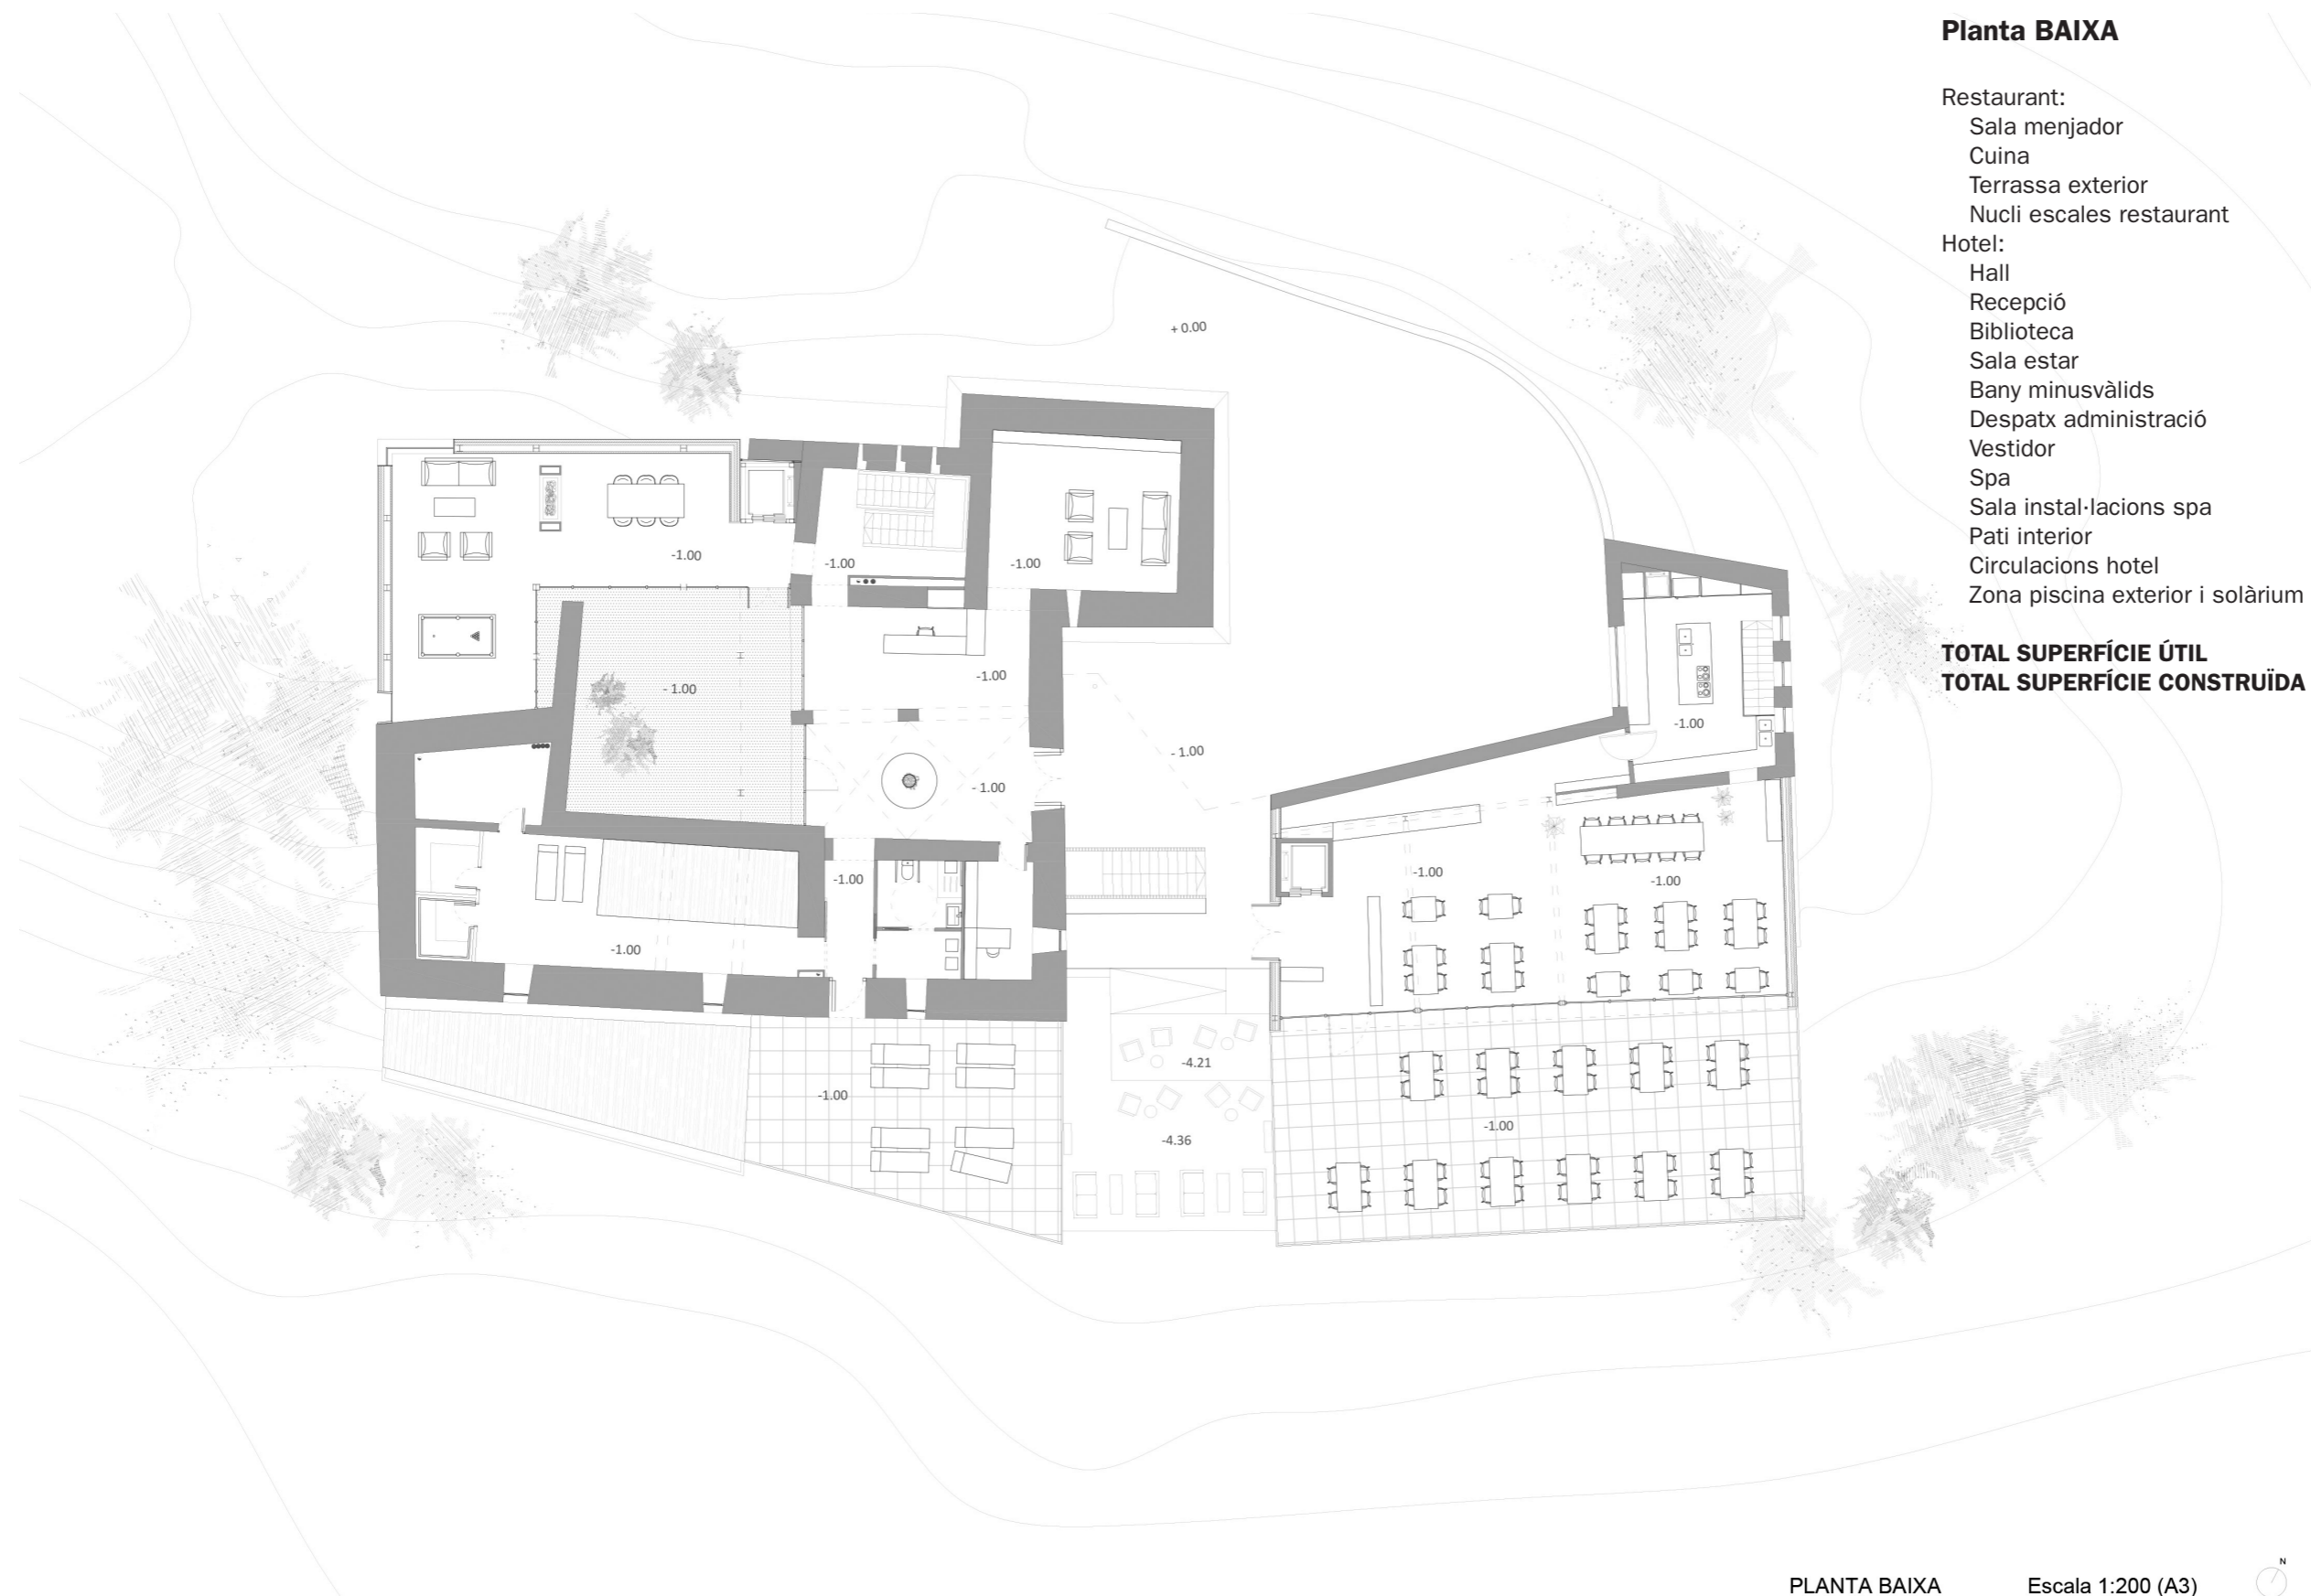 Planta BAIXA
Restaurant:
Sala menjador
Cuina
Terrassa exterior
Nucli escales restaurant
Hotel:
Hall
Recepció
Biblioteca
Sala estar
Bany minusvàlids
Despatx administració
Vestidor
Spa
Sala instal·lacions spa
Pati interior
Circulacions hotel
Zona piscina exterior i solàrium
TOTAL SUPERFÍCIE ÚTIL
TOTAL SUPERFÍCIE CONSTRUÏDA
+ 0.00
-1.00
-1.00
-1.00
-1.00
- 1.00
-1.00
- 1.00
- 1.00
-1.00
-1.00
-1.00
-1.00
-1.00
-4.21
-1.00
-1.00
-4.36
PLANTA BAIXA
Escala 1:200 (A3)
N